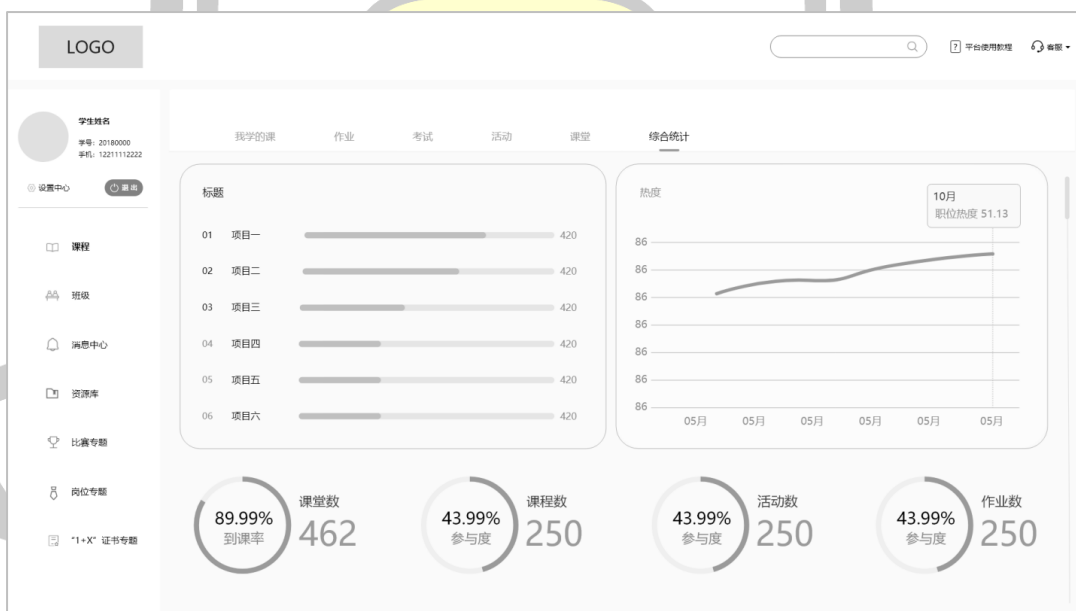 LOGO
? 平台使用教程 客服
学生姓名
学号：20180000
手机：12211112222
设置中心 退出
课程
班级
消息中心
资源库
比赛专题
岗位专题
"1+X" 证书专题
我学的课 作业 考试 活动 课堂 综合统计
标题
01 项目一 420
02 项目二 420
03 项目三 420
04 项目四 420
05 项目五 420
06 项目六 420
热度
10月
职位热度 51.13
86
86
86
86
86
86
86
05月 05月 05月 05月 05月 05月
89.99%
到课率
课堂数
462
43.99%
参与度
课程数
250
43.99%
参与度
活动数
250
43.99%
参与度
作业数
250